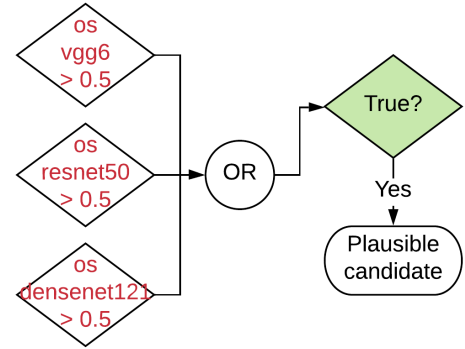 os
vgg6
> 0.5
os
resnet50
> 0.5
os
densenet121
> 0.5
OR
True?
Yes
Plausible
candidate